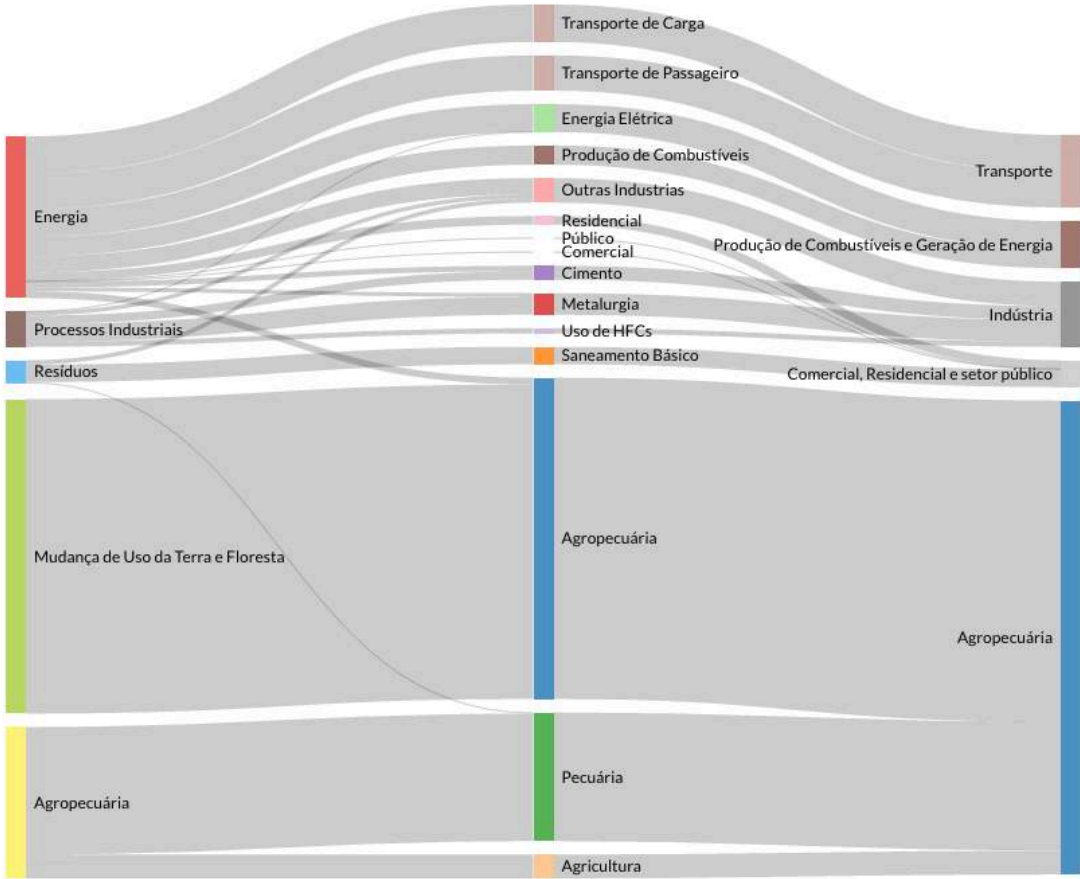 Energia
Processos Industriais
Resíduos
Mudança de Uso da Terra e Floresta
Agropecuária
Transporte de Carga
Transporte de Passageiro
Energia Elétrica
Produção de Combustíveis
Outras Industrias
Residencial
Público
Comercial
Cimento
Metalurgia
Uso de HFCs
Saneamento Básico
Agropecuária
Pecuária
Agricultura
Transporte
Produção de Combustíveis e Geração de Energia
Indústria
Comercial, Residencial e setor público
Agropecuária